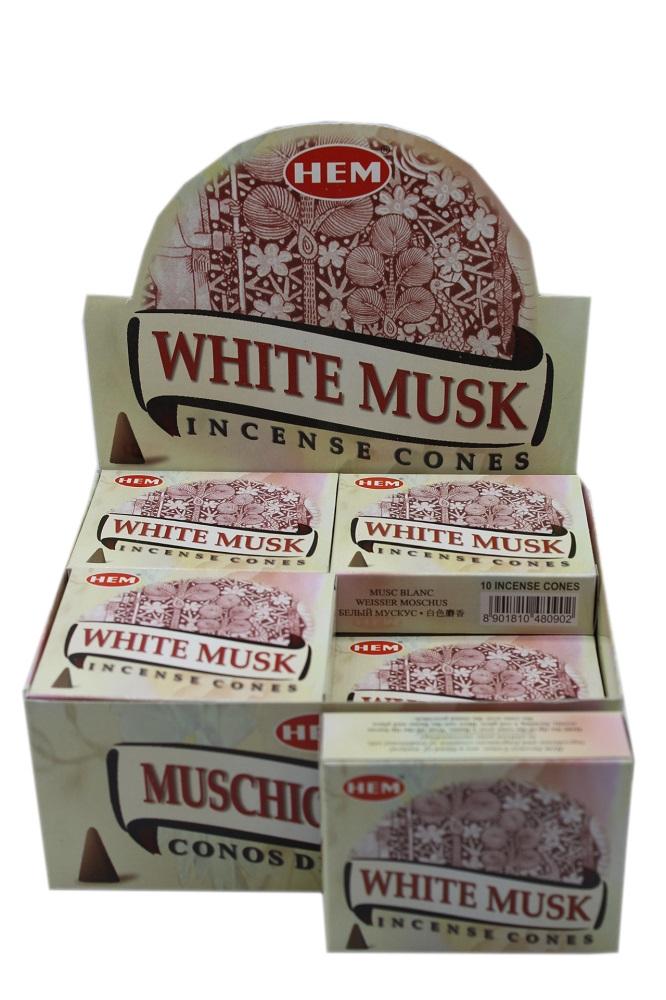 HEM
®
WHITE MUSK
INCENSE CONES
HEM
WHITE MUSK
INCENSE CONES
HEM
WHITE MUSK
INCENSE CONES
HEM
WHITE MUSK
INCENSE CONES
MUSC BLANC
WEISSER MOSCHUS
БЕЛЫЙ МУСКУС • 白色麝香
10 INCENSE CONES
8 901810 480902
HEM
HE
MUSCHIO
CONOS D
HEM
WHITE MUSK
INCENSE CONES